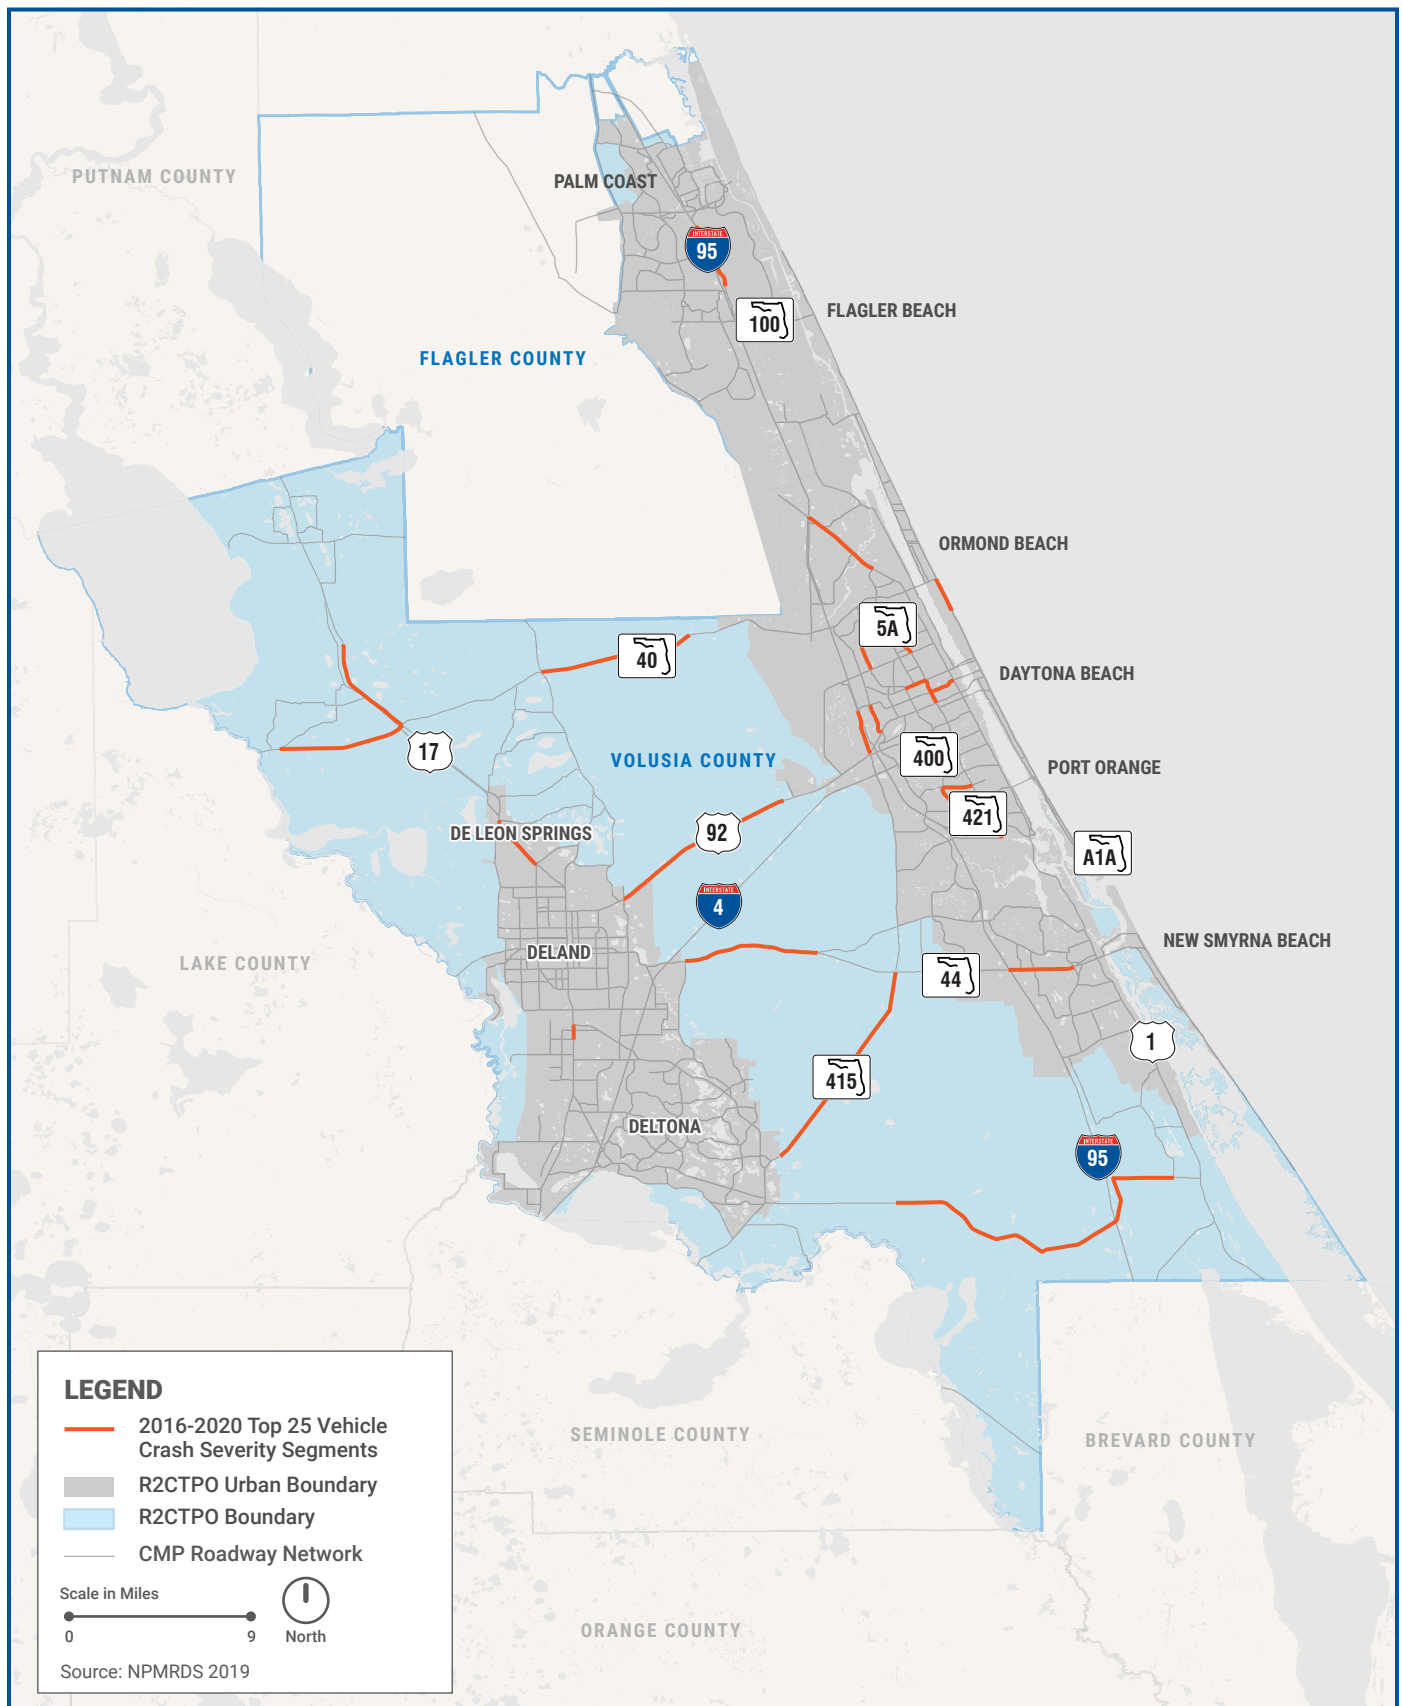 PUTNAM COUNTY
PALM COAST
INTERSTATE
95
100
FLAGLER BEACH
FLAGLER COUNTY
ORMOND BEACH
5A
40
DAYTONA BEACH
17
VOLUSIA COUNTY
400
PORT ORANGE
421
DE LEON SPRINGS
92
A1A
INTERSTATE
4
NEW SMYRNA BEACH
DELAND
LAKE COUNTY
44
1
415
DELTONA
INTERSTATE
95
SEMINOLE COUNTY
BREVARD COUNTY
ORANGE COUNTY
LEGEND
2016-2020 Top 25 Vehicle
Crash Severity Segments
R2CTPO Urban Boundary
R2CTPO Boundary
CMP Roadway Network
Scale in Miles
0 9
North
Source: NPMRDS 2019